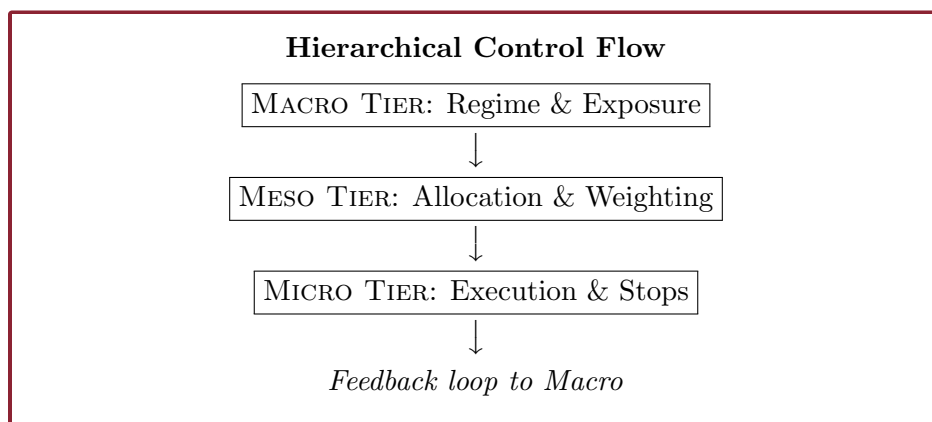 Hierarchical Control Flow
MACRO TIER: Regime & Exposure
MESO TIER: Allocation & Weighting
MICRO TIER: Execution & Stops
Feedback loop to Macro